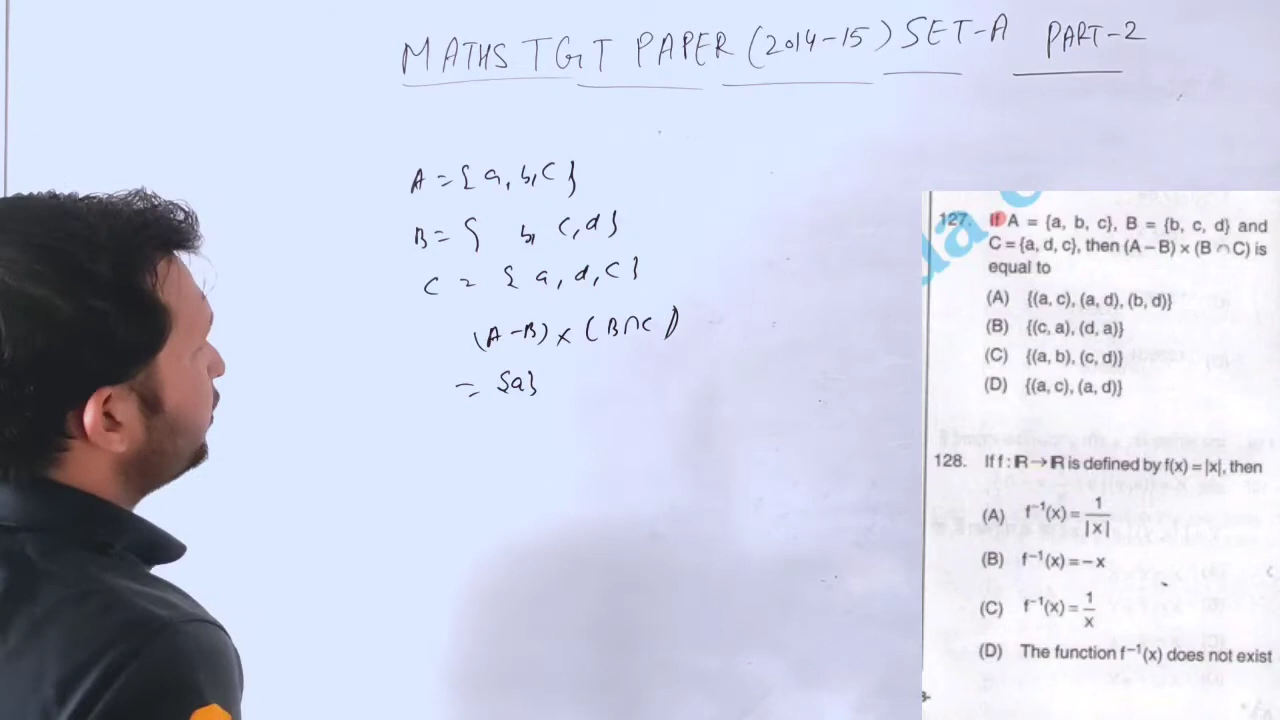 MATHS TGT PAPER (2014-15) SET-A PART-2
A = {a, b, c}
B = { b, c, d}
C = {a, d, c}
(A-B) × (B∩C)
= {a}
127. If A = {a, b, c}, B = {b, c, d} and
C = {a, d, c}, then (A – B) × (B ∩ C) is
equal to
(A) {(a, c), (a, d), (b, d)}
(B) {(c, a), (d, a)}
(C) {(a, b), (c, d)}
(D) {(a, c), (a, d)}
128. If f : R → R is defined by f(x) = |x|, then
(A) f⁻¹(x) = 1/|x|
(B) f⁻¹(x) = – x
(C) f⁻¹(x) = 1/x
(D) The function f⁻¹(x) does not exist